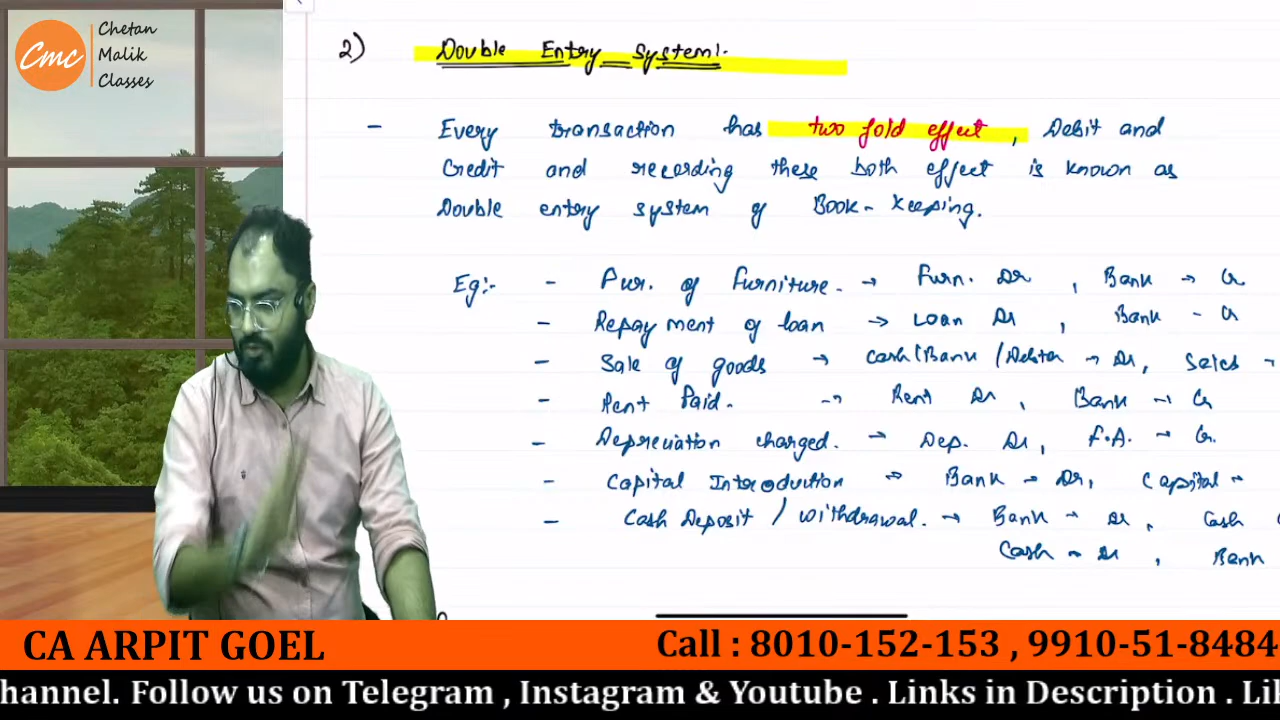 Cmc
Chetan
Malik
Classes
2) Double Entry System:-
- Every transaction has two fold effect, Debit and
Credit and recording these both effect is known as
Double entry system of Book-keeping.
Eg:- - Pur. of Furniture. → Furn. Dr , Bank → Cr
- Repayment of loan → Loan Dr , Bank - Cr
- Sale of goods → Cash/Bank/Debtor → Dr, Sales -
- Rent Paid. → Rent Dr , Bank → Cr
- Depreciation charged. → Dep. Dr, F.A. → Cr.
- Capital Introduction → Bank → Dr, Capital →
- Cash Deposit / withdrawal. → Bank → Dr , Cash
Cash → Dr , Bank
CA ARPIT GOEL
Call : 8010-152-153 , 9910-51-8484
hannel. Follow us on Telegram , Instagram & Youtube . Links in Description . Lil